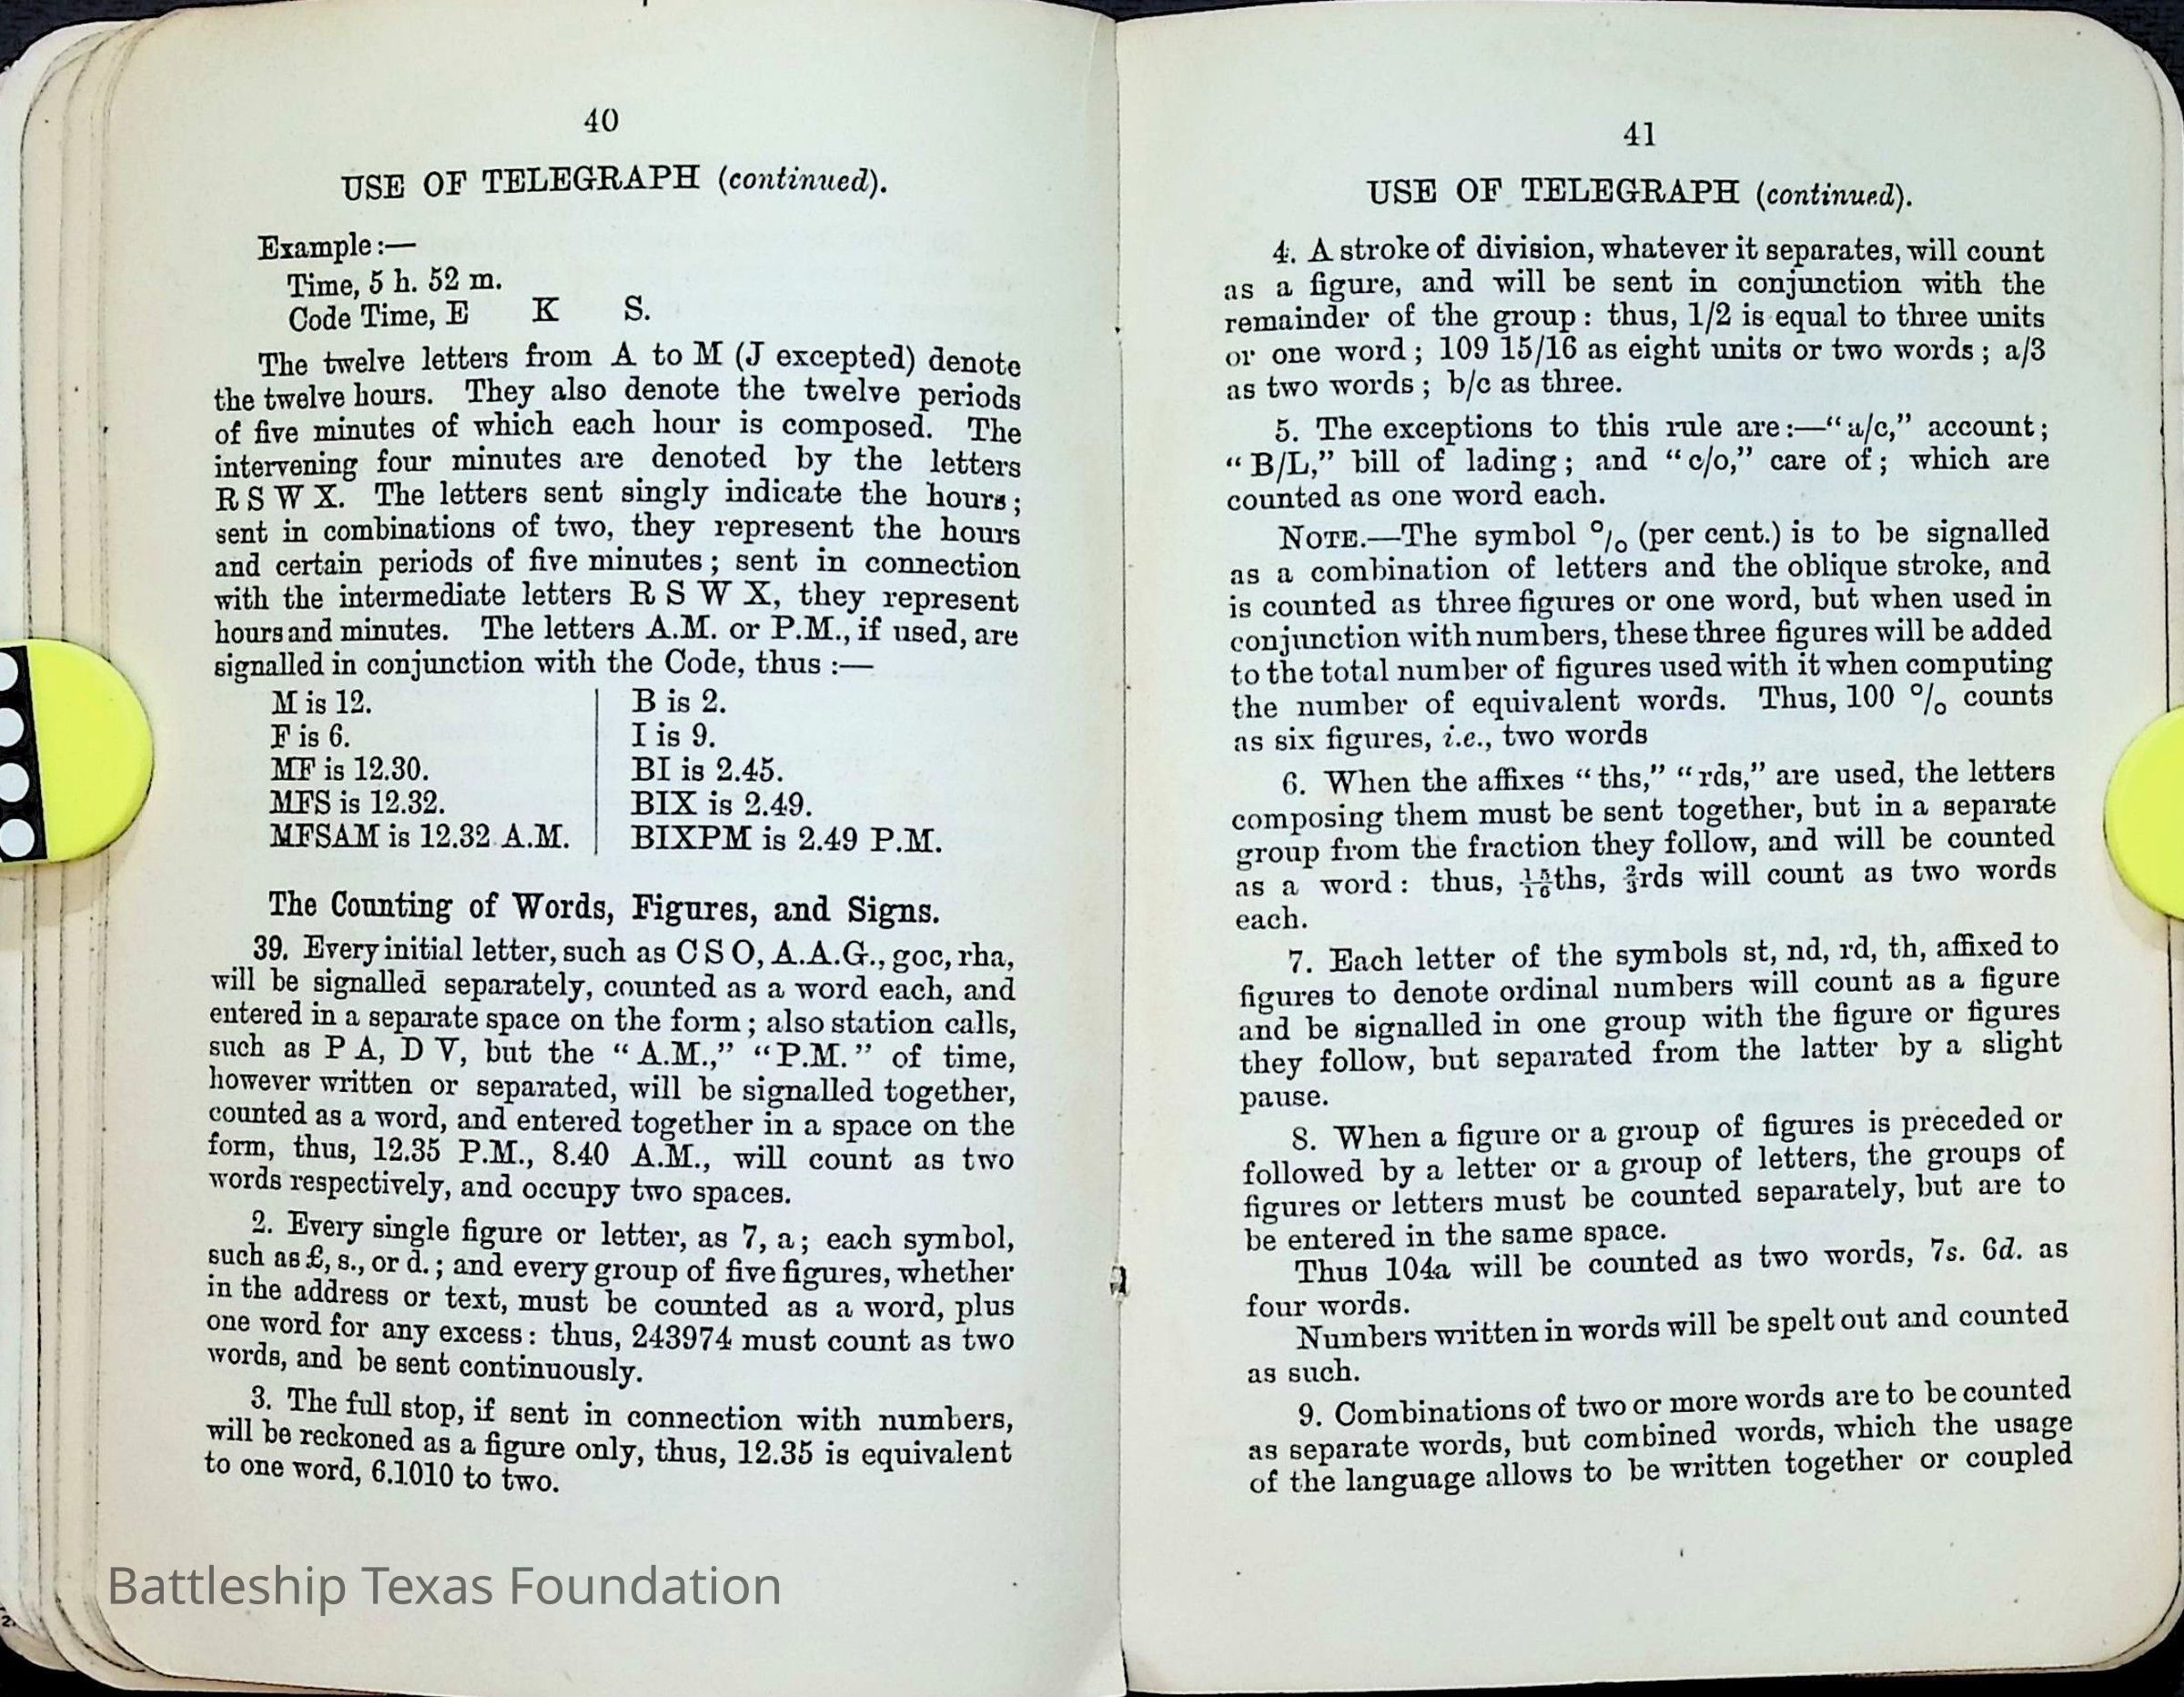 40
USE OF TELEGRAPH (continued).
Example:—
Time, 5 h. 52 m.
Code Time, E K S.
The twelve letters from A to M (J excepted) denote
the twelve hours. They also denote the twelve periods
of five minutes of which each hour is composed. The
intervening four minutes are denoted by the letters
R S W X. The letters sent singly indicate the hours;
sent in combinations of two, they represent the hours
and certain periods of five minutes; sent in connection
with the intermediate letters R S W X, they represent
hours and minutes. The letters A.M. or P.M., if used, are
signalled in conjunction with the Code, thus:—
M is 12.
F is 6.
MF is 12.30.
MFS is 12.32.
MFSAM is 12.32 A.M.
B is 2.
I is 9.
BI is 2.45.
BIX is 2.49.
BIXPM is 2.49 P.M.
The Counting of Words, Figures, and Signs.
39. Every initial letter, such as C S O, A.A.G., goc, rha,
will be signalled separately, counted as a word each, and
entered in a separate space on the form; also station calls,
such as P A, D V, but the "A.M.," "P.M." of time,
however written or separated, will be signalled together,
counted as a word, and entered together in a space on the
form, thus, 12.35 P.M., 8.40 A.M., will count as two
words respectively, and occupy two spaces.
2. Every single figure or letter, as 7, a; each symbol,
such as £, s., or d.; and every group of five figures, whether
in the address or text, must be counted as a word, plus
one word for any excess: thus, 243974 must count as two
words, and be sent continuously.
3. The full stop, if sent in connection with numbers,
will be reckoned as a figure only, thus, 12.35 is equivalent
to one word, 6.1010 to two.
Battleship Texas Foundation
41
USE OF TELEGRAPH (continued).
4. A stroke of division, whatever it separates, will count
as a figure, and will be sent in conjunction with the
remainder of the group: thus, 1/2 is equal to three units
or one word; 109 15/16 as eight units or two words; a/3
as two words; b/c as three.
5. The exceptions to this rule are:—"a/c," account;
"B/L," bill of lading; and "c/o," care of; which are
counted as one word each.
NOTE.—The symbol % (per cent.) is to be signalled
as a combination of letters and the oblique stroke, and
is counted as three figures or one word, but when used in
conjunction with numbers, these three figures will be added
to the total number of figures used with it when computing
the number of equivalent words. Thus, 100 % counts
as six figures, i.e., two words
6. When the affixes "ths," "rds," are used, the letters
composing them must be sent together, but in a separate
group from the fraction they follow, and will be counted
as a word: thus, 15/16ths, 2/3rds will count as two words
each.
7. Each letter of the symbols st, nd, rd, th, affixed to
figures to denote ordinal numbers will count as a figure
and be signalled in one group with the figure or figures
they follow, but separated from the latter by a slight
pause.
8. When a figure or a group of figures is preceded or
followed by a letter or a group of letters, the groups of
figures or letters must be counted separately, but are to
be entered in the same space.
Thus 104a will be counted as two words, 7s. 6d. as
four words.
Numbers written in words will be spelt out and counted
as such.
9. Combinations of two or more words are to be counted
as separate words, but combined words, which the usage
of the language allows to be written together or coupled